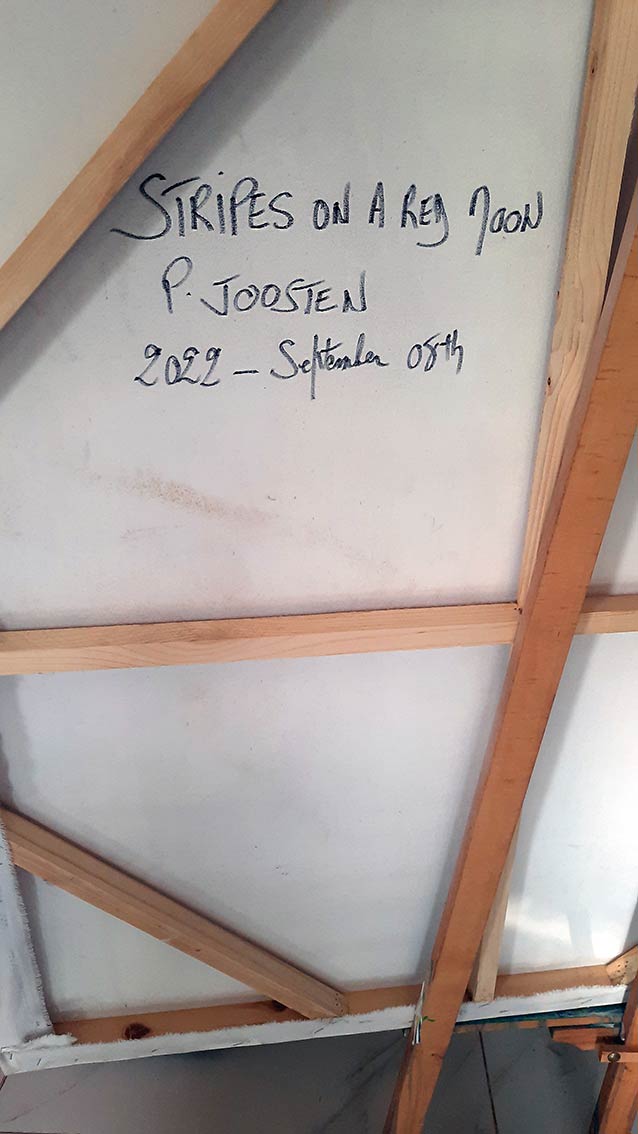 STRIPES ON A RED MOON
P. JOOSTEN
2022 - September 08th